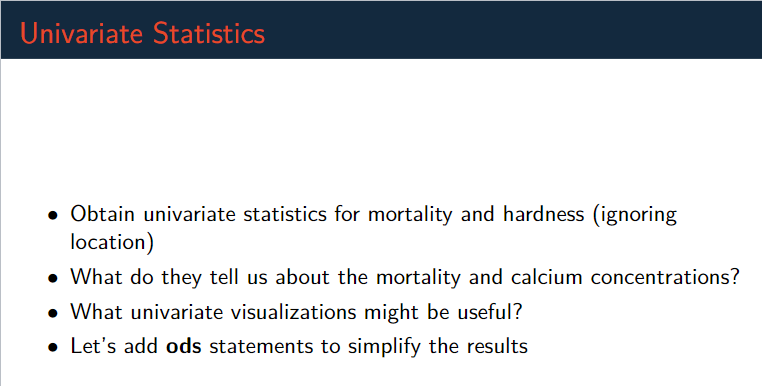 Univariate Statistics
• Obtain univariate statistics for mortality and hardness (ignoring
location)
• What do they tell us about the mortality and calcium concentrations?
• What univariate visualizations might be useful?
• Let's add ods statements to simplify the results